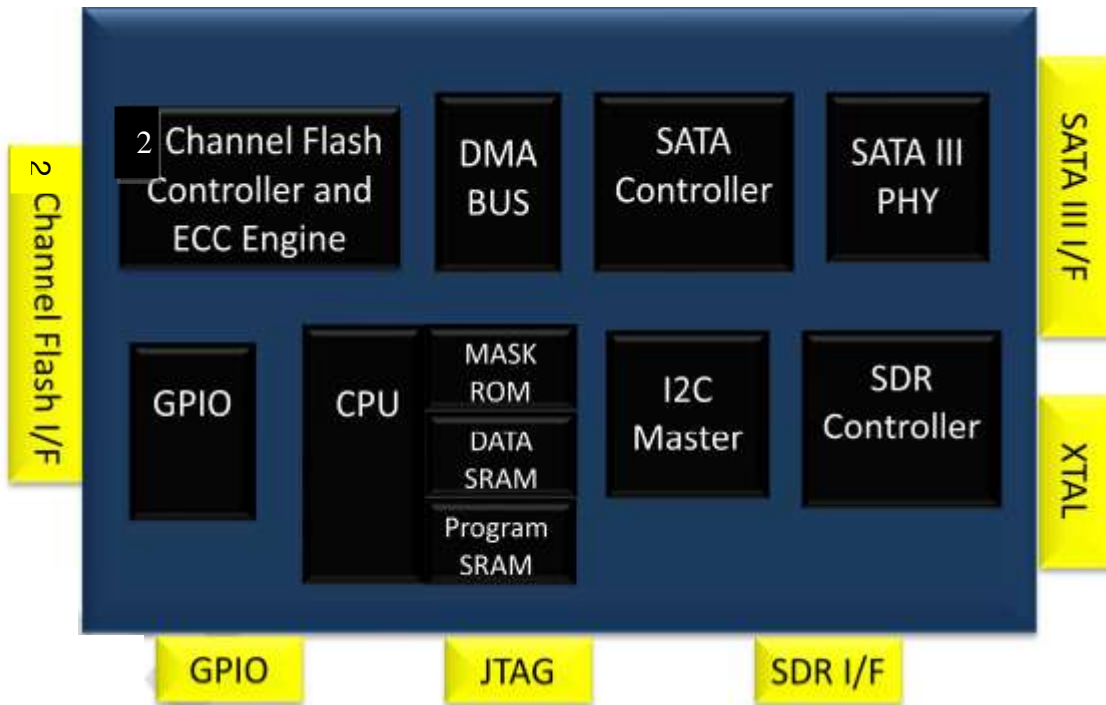 2 Channel Flash
Controller and
ECC Engine
DMA
BUS
SATA
Controller
SATA III
PHY
GPIO
CPU
MASK
ROM
DATA
SRAM
Program
SRAM
I2C
Master
SDR
Controller
2 Channel Flash I/F
SATA III I/F
XTAL
GPIO
JTAG
SDR I/F